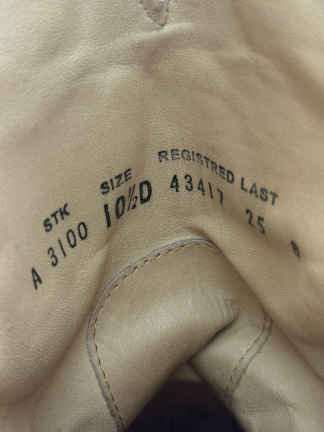 STK SIZE REGISTRED LAST
A 3100 10½D 43417 25